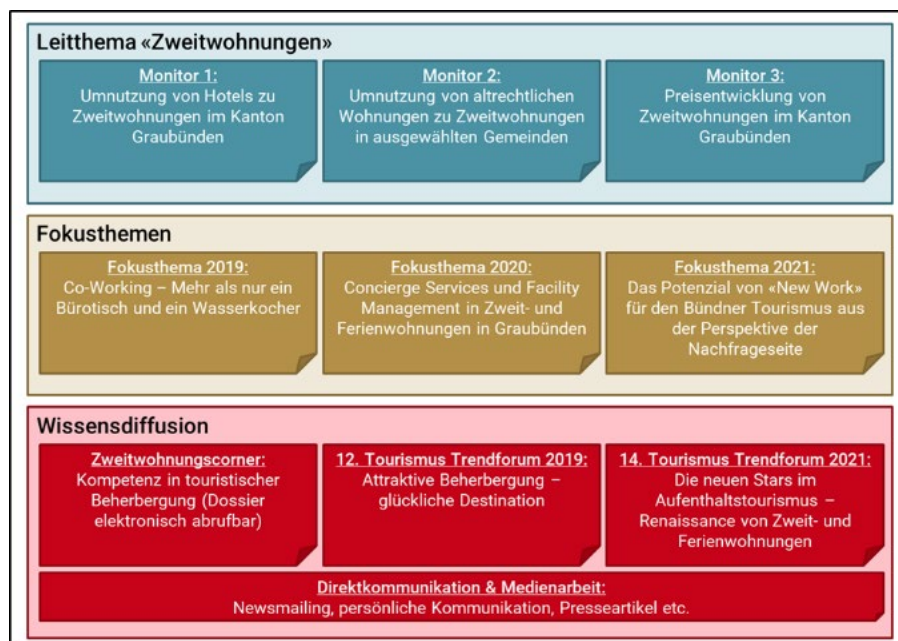 Leitthema «Zweitwohnungen»
Monitor 1:
Umnutzung von Hotels zu
Zweitwohnungen im Kanton
Graubünden
Monitor 2:
Umnutzung von altrechtlichen
Wohnungen zu Zweitwohnungen
in ausgewählten Gemeinden
Monitor 3:
Preisentwicklung von
Zweitwohnungen im Kanton
Graubünden
Fokusthemen
Fokusthema 2019:
Co-Working – Mehr als nur ein
Bürotisch und ein Wasserkocher
Fokusthema 2020:
Concierge Services und Facility
Management in Zweit- und
Ferienwohnungen in Graubünden
Fokusthema 2021:
Das Potenzial von «New Work»
für den Bündner Tourismus aus
der Perspektive der
Nachfrageseite
Wissensdiffusion
Zweitwohnungscorner:
Kompetenz in touristischer
Beherbergung (Dossier
elektronisch abrufbar)
12. Tourismus Trendforum 2019:
Attraktive Beherbergung –
glückliche Destination
14. Tourismus Trendforum 2021:
Die neuen Stars im
Aufenthaltstourismus –
Renaissance von Zweit- und
Ferienwohnungen
Direktkommunikation & Medienarbeit:
Newsmailing, persönliche Kommunikation, Presseartikel etc.